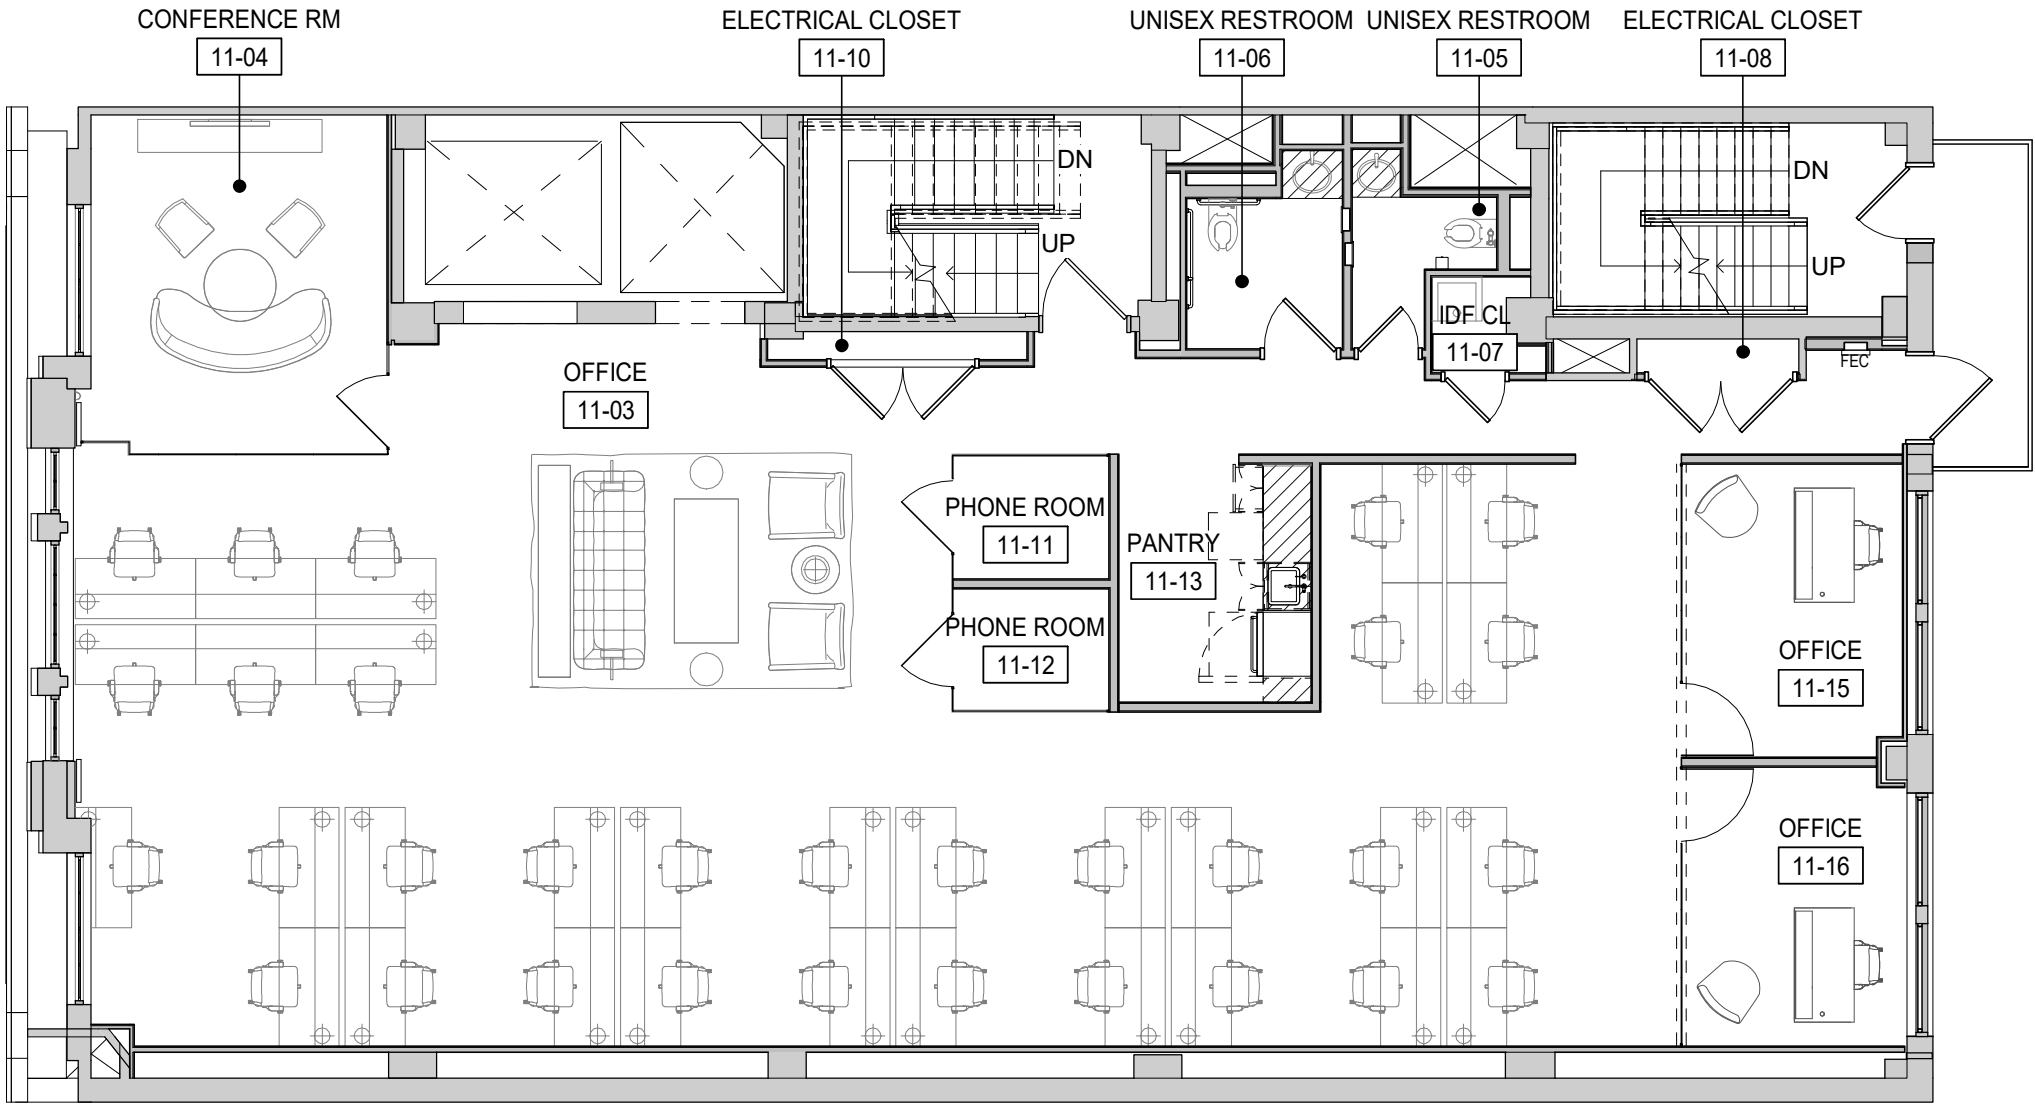 CONFERENCE RM
11-04
ELECTRICAL CLOSET
11-10
UNISEX RESTROOM
11-06
UNISEX RESTROOM
11-05
ELECTRICAL CLOSET
11-08
DN
UP
DN
UP
IDF CL
11-07
FEC
OFFICE
11-03
PHONE ROOM
11-11
PANTRY
11-13
PHONE ROOM
11-12
OFFICE
11-15
OFFICE
11-16